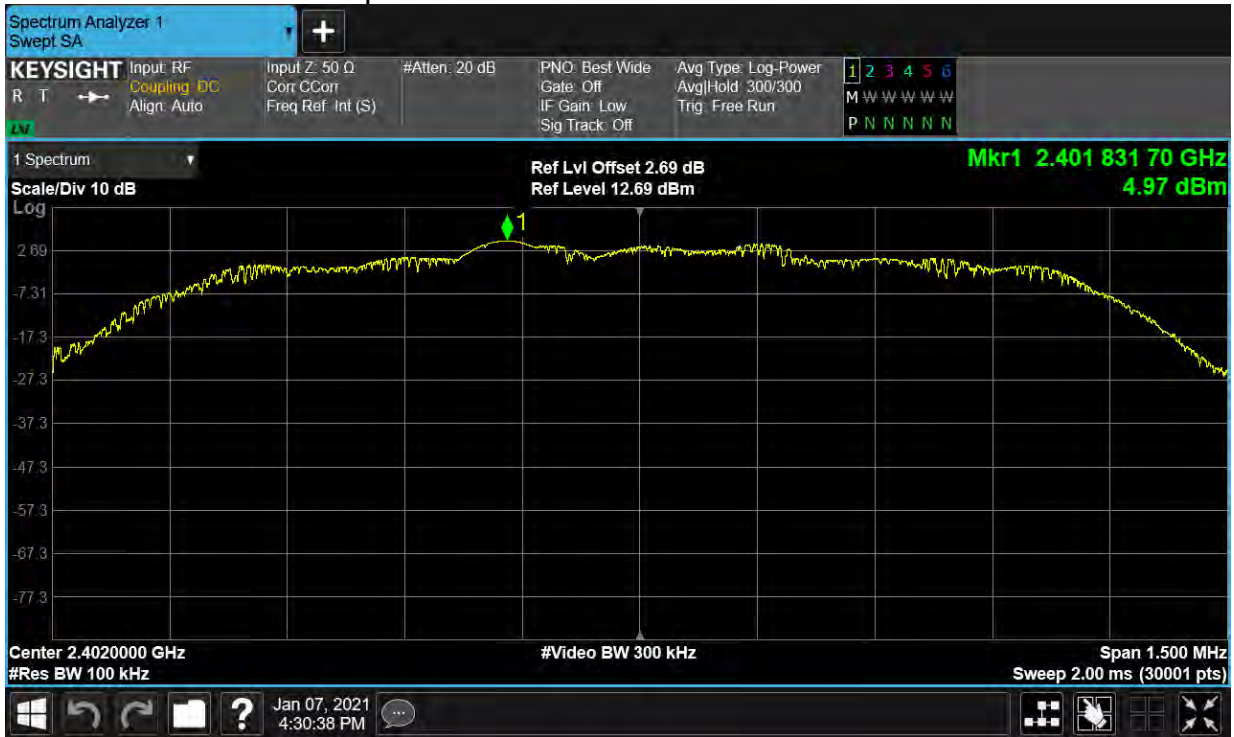 Spectrum Analyzer 1
Swept SA
+
KEYSIGHT Input: RF Input Z: 50 Ω #Atten: 20 dB PNO: Best Wide Avg Type: Log-Power 1 2 3 4 5 6
R T Coupling: DC Corr CCorr Gate: Off Avg|Hold: 300/300 M W W W W W
Align: Auto Freq Ref: Int (S) IF Gain: Low Trig: Free Run
LXI Sig Track: Off P N N N N N N
1 Spectrum Ref Lvl Offset 2.69 dB Mkr1 2.401 831 70 GHz
Scale/Div 10 dB Ref Level 12.69 dBm 4.97 dBm
Log
1
2.69
-7.31
-17.3
-27.3
-37.3
-47.3
-57.3
-67.3
-77.3
Center 2.4020000 GHz #Video BW 300 kHz Span 1.500 MHz
#Res BW 100 kHz Sweep 2.00 ms (30001 pts)
? Jan 07, 2021
4:30:38 PM